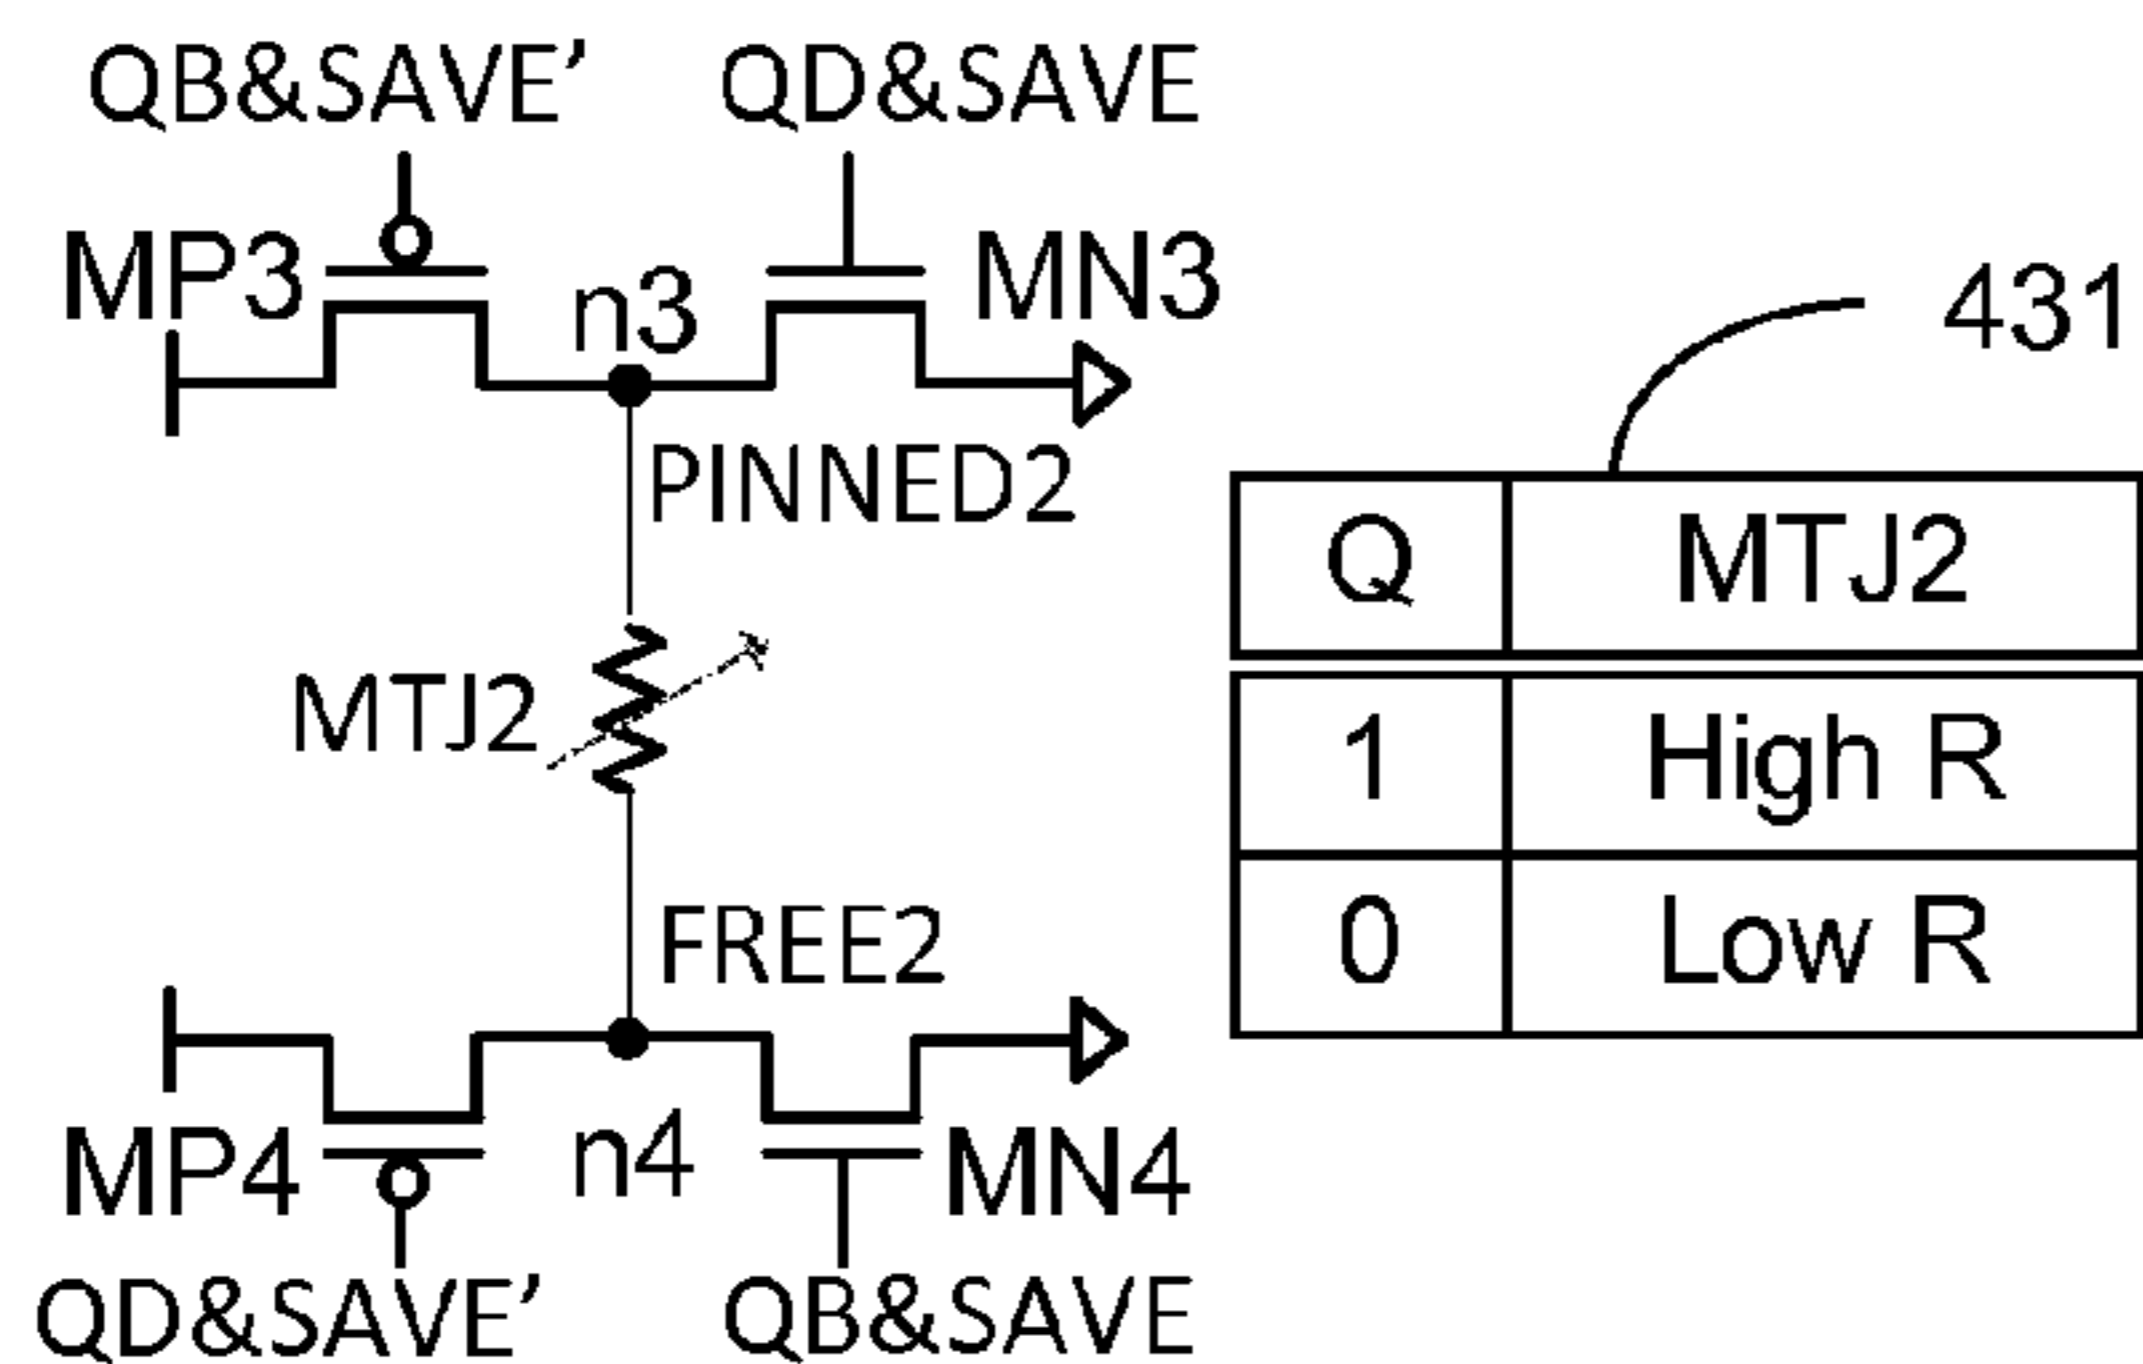 QB&SAVE’ QD&SAVE
MP3 n3 MN3
431
PINNED2
Q MTJ2
MTJ2
1 High R
FREE2
0 Low R
MP4 n4 MN4
QD&SAVE’ QB&SAVE